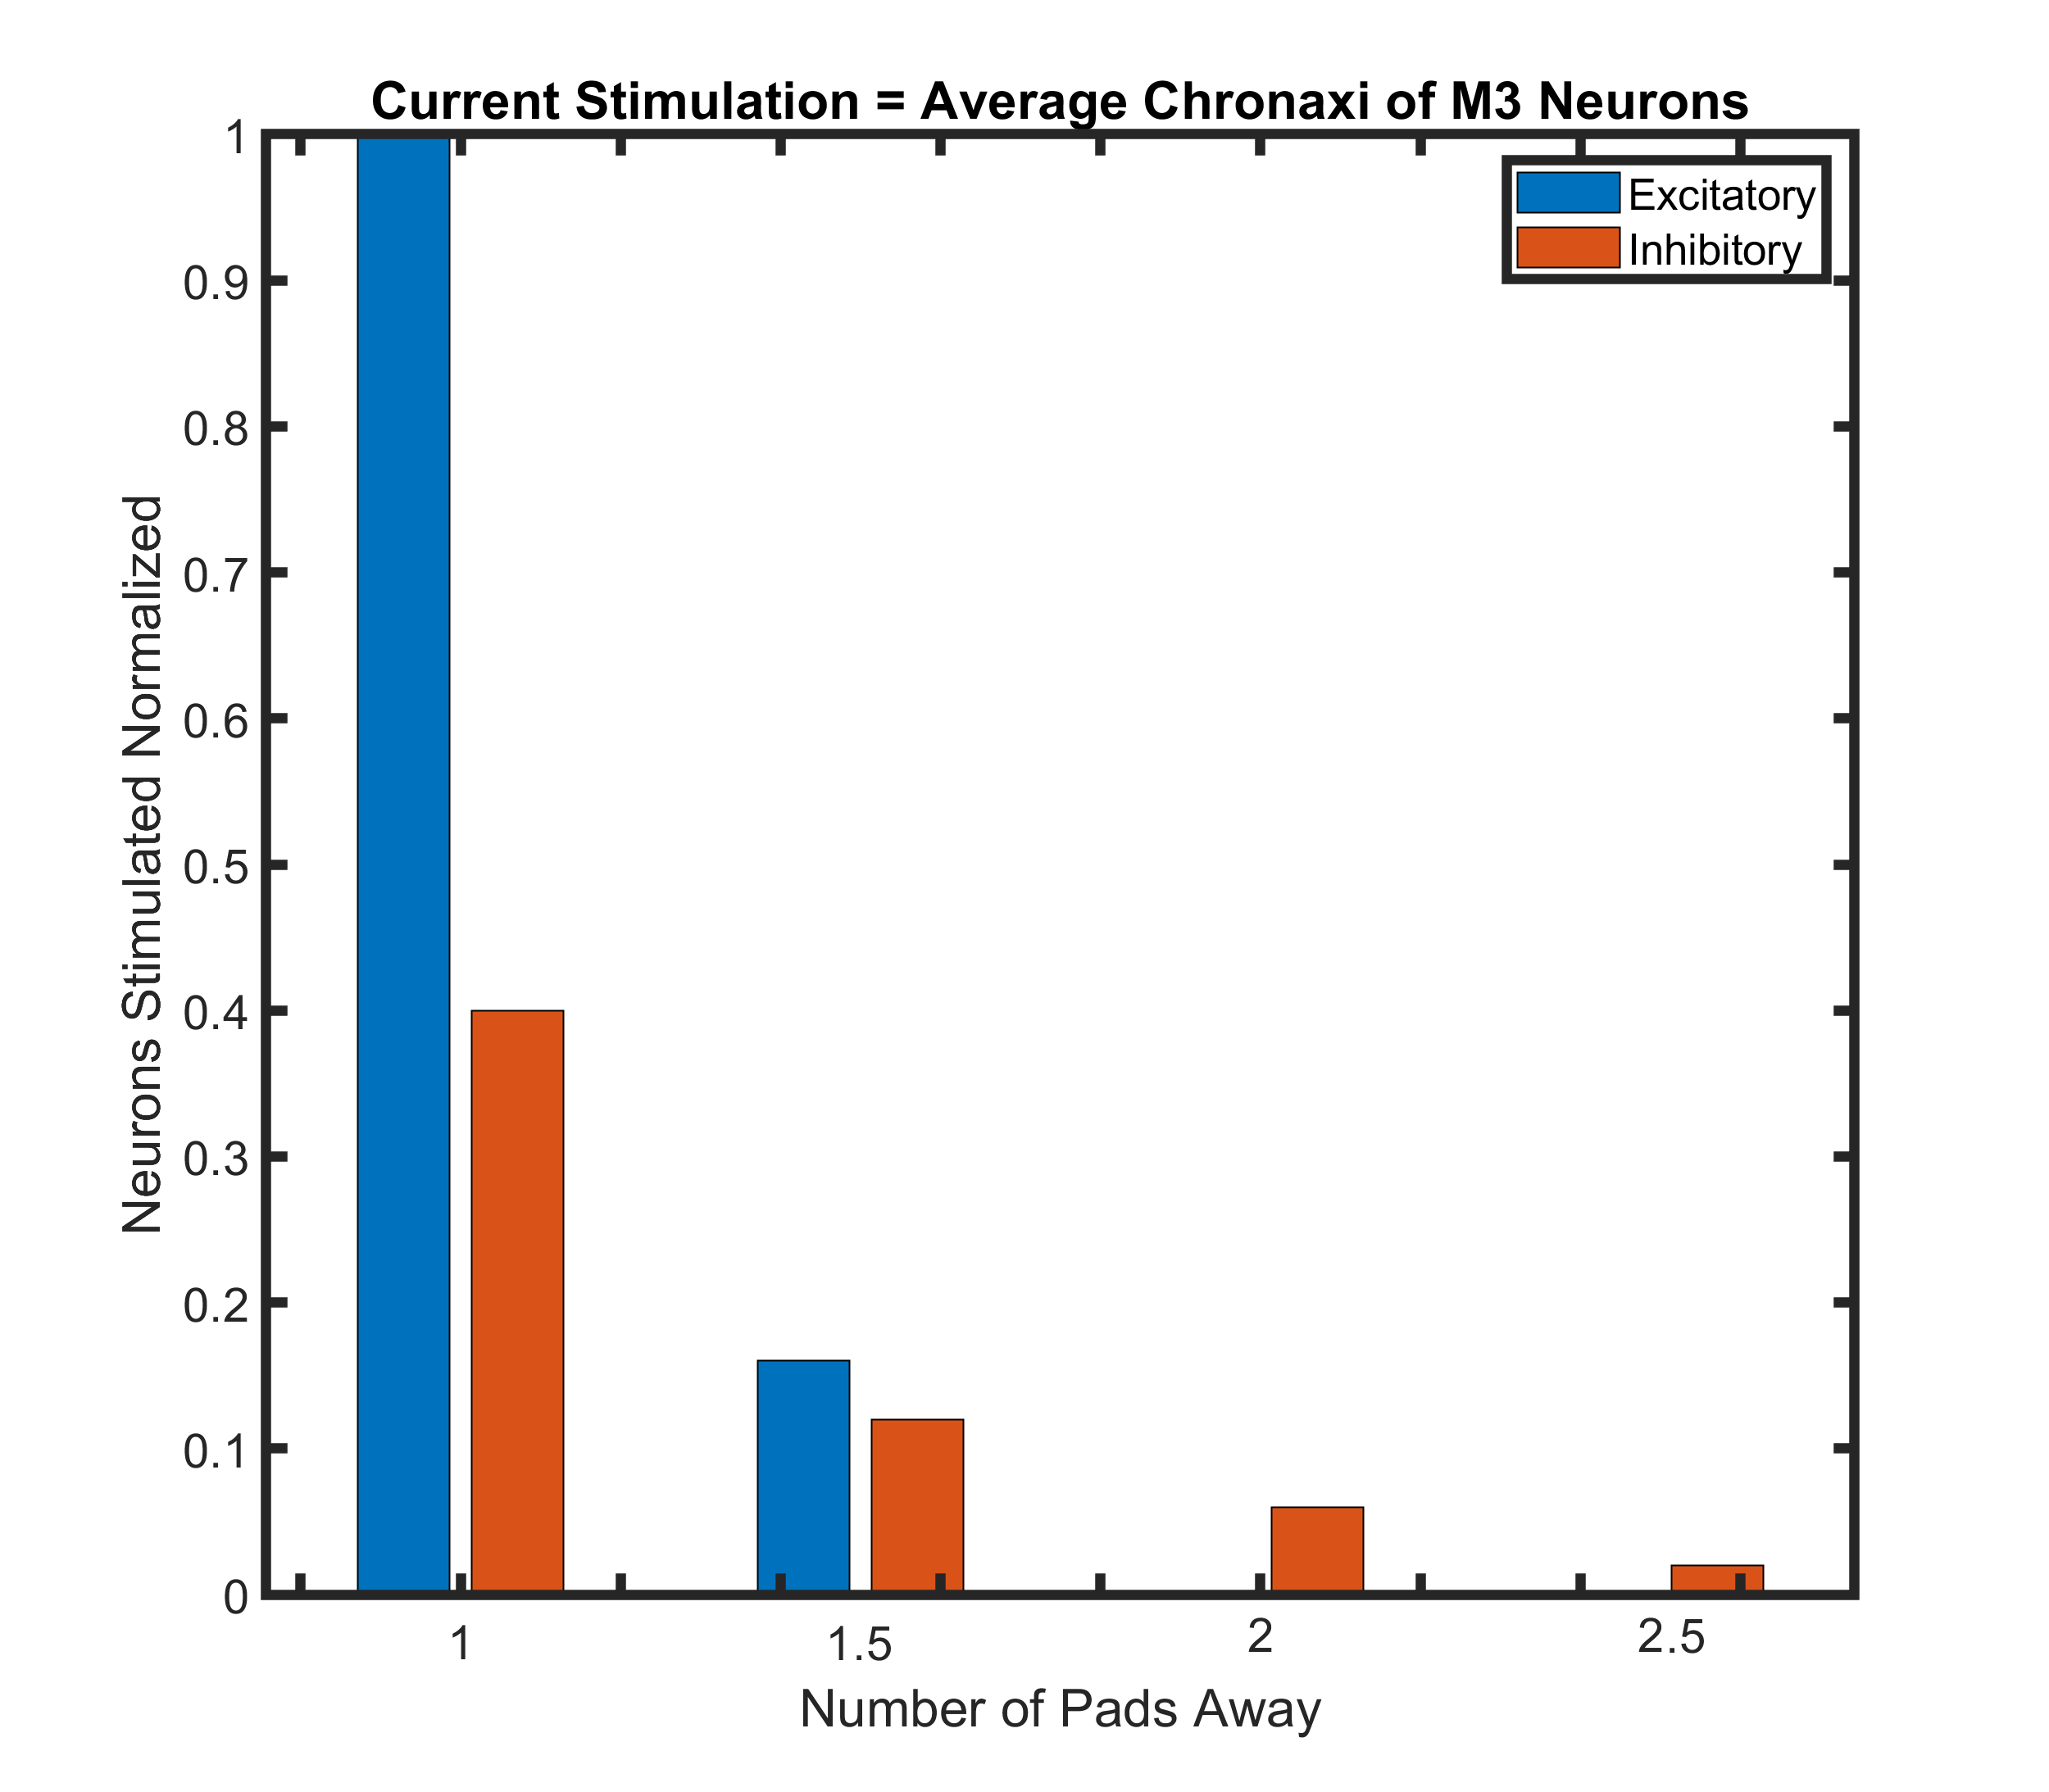 Current Stimulation = Average Chronaxi of M3 Neurons
Excitatory
Inhibitory
1
0.9
0.8
0.7
0.6
0.5
0.4
0.3
0.2
0.1
0
Neurons Stimulated Normalized
1 1.5 2 2.5
Number of Pads Away